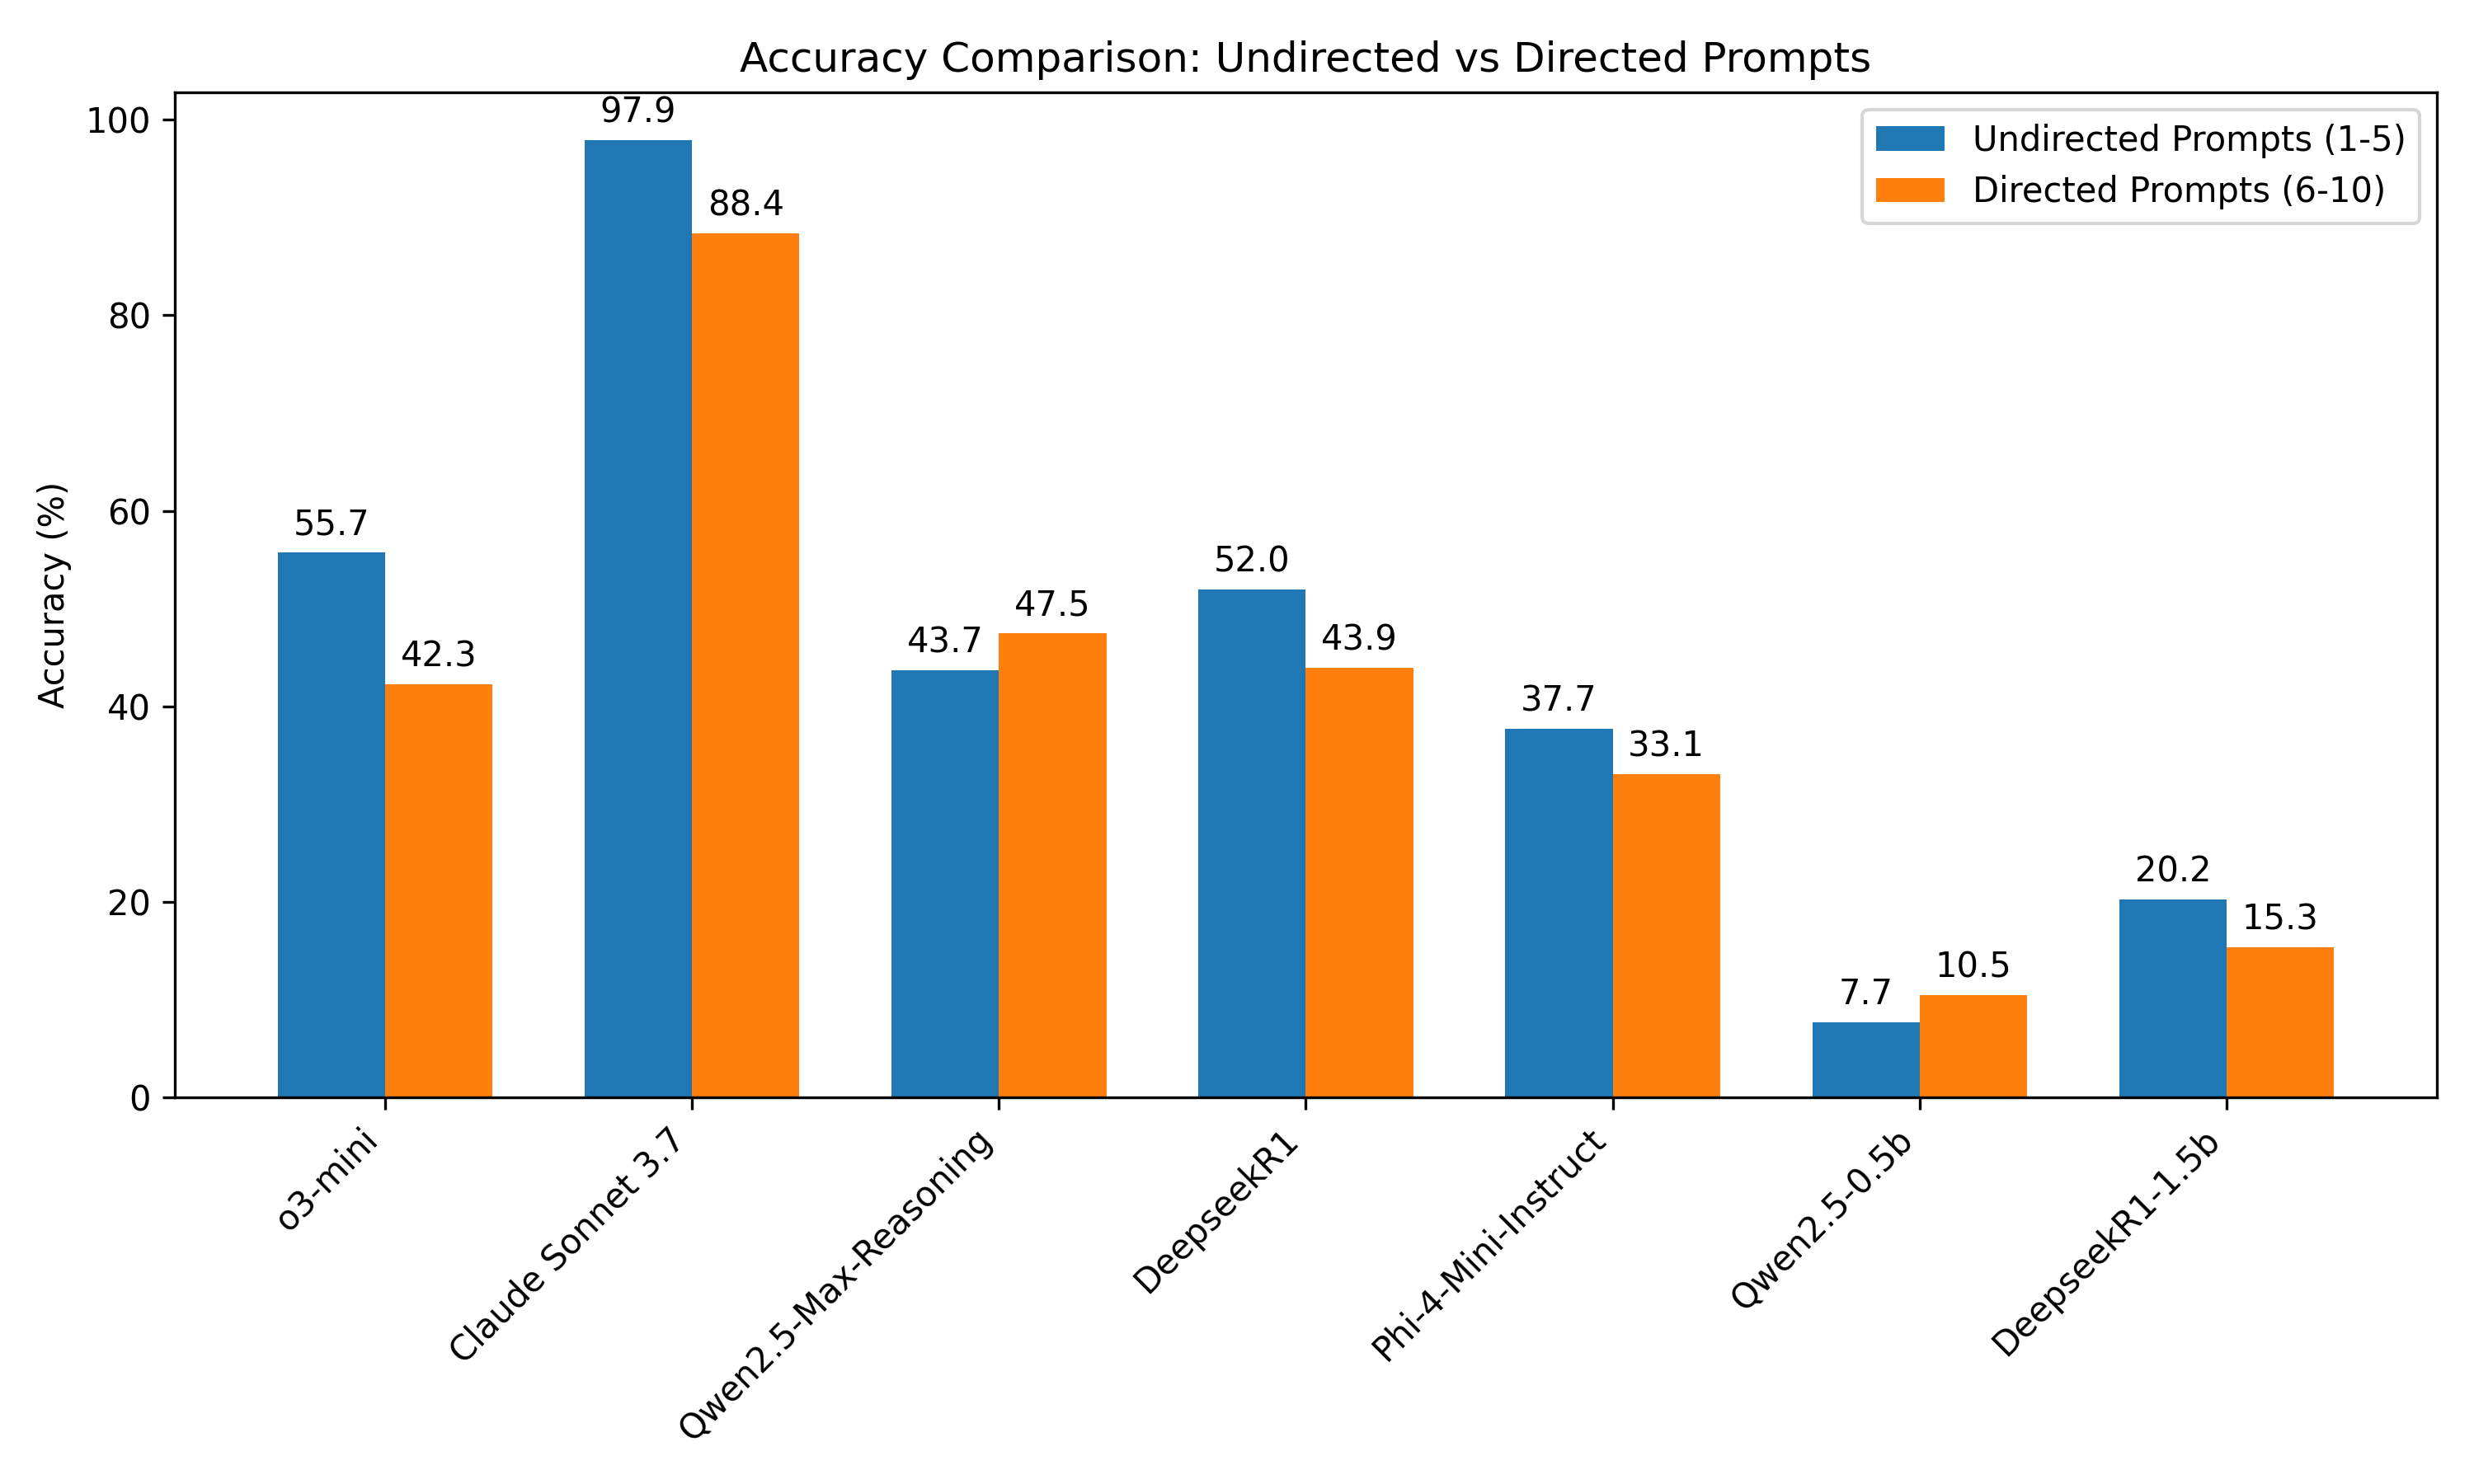 Accuracy Comparison: Undirected vs Directed Prompts
Undirected Prompts (1-5)
Directed Prompts (6-10)
Accuracy (%)
100
80
60
40
20
0
55.7
42.3
97.9
88.4
43.7
47.5
52.0
43.9
37.7
33.1
7.7
10.5
20.2
15.3
o3-mini
Claude Sonnet 3.7
Qwen2.5-Max-Reasoning
DeepseekR1
Phi-4-Mini-Instruct
Qwen2.5-0.5b
DeepseekR1-1.5b